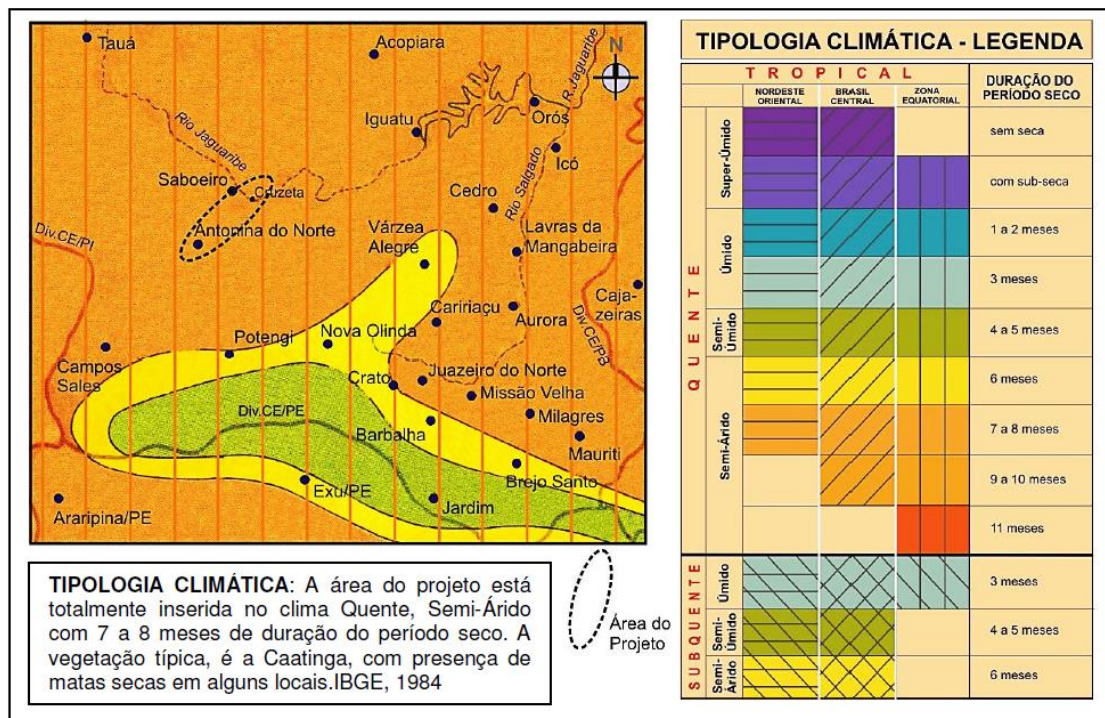 Tauá
Acopiara
N
R.Jaguaribe
Orós
Iguatu
Rio Jaguaribe
Icó
Saboeiro
Cruzeta
Cedro
Rio Salgado
Antonina do Norte
Várzea
Alegre
Lavras da
Mangabeira
Div.CE/PI
Caririaçu
Caja-
zeiras
Aurora
Potengi
Nova Olinda
Div.CE/PB
Campos
Sales
Crato
Juazeiro do Norte
Missão Velha
Div.CE/PE
Milagres
Barbalha
Mauriti
Brejo Santo
Exu/PE
Jardim
Araripina/PE
TIPOLOGIA CLIMÁTICA: A área do projeto está
totalmente inserida no clima Quente, Semi-Árido
com 7 a 8 meses de duração do período seco. A
vegetação típica, é a Caatinga, com presença de
matas secas em alguns locais.IBGE, 1984
Área do
Projeto
TIPOLOGIA CLIMÁTICA - LEGENDA
TROPICAL
DURAÇÃO DO
PERÍODO SECO
NORDESTE
ORIENTAL
BRASIL
CENTRAL
ZONA
EQUATORIAL
QUENTE
Super-Úmido
sem seca
com sub-seca
Úmido
1 a 2 meses
3 meses
Semi-
Úmido
4 a 5 meses
Semi-Árido
6 meses
7 a 8 meses
9 a 10 meses
11 meses
SUBQUENTE
Úmido
3 meses
Semi-
Úmido
4 a 5 meses
Semi-
Árido
6 meses